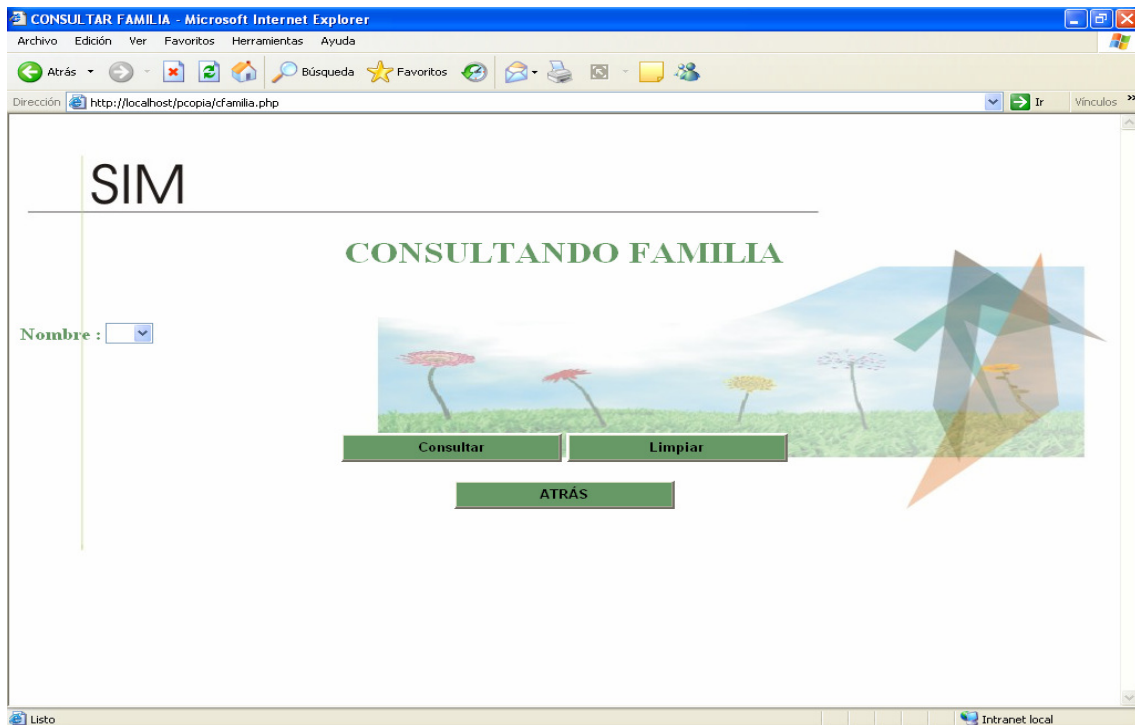 CONSULTAR FAMILIA - Microsoft Internet Explorer
Archivo Edición Ver Favoritos Herramientas Ayuda
Atrás Búsqueda Favoritos
Dirección http://localhost/pcopia/cfamilia.php Ir Vínculos »
SIM
CONSULTANDO FAMILIA
Nombre :
Consultar Limpiar
ATRÁS
Listo Intranet local